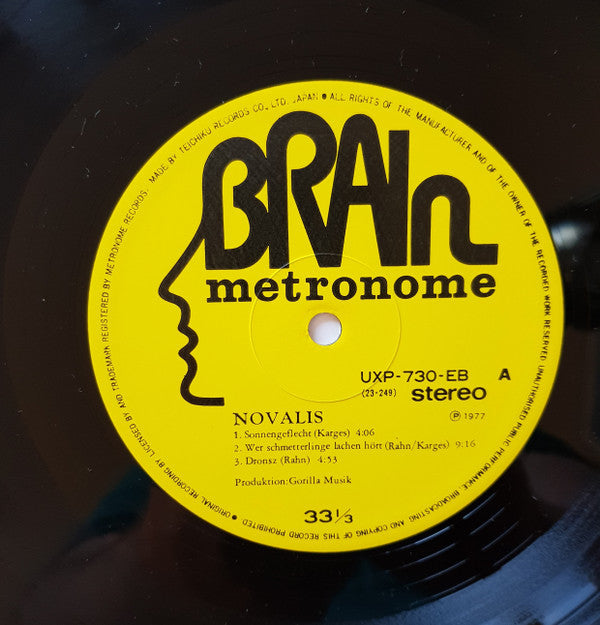 BRAIN
metronome
UXP-730-EB A
(23-249) stereo
NOVALIS ℗ 1977
1. Sonnengeflecht (Karges) 4:06
2. Wer schmetterlinge lachen hört (Rahn/Karges) 9:16
3. Dronsz (Rahn) 4:53
Produktion:Gorilla Musik
33⅓
• ORIGINAL RECORDING BY LICENSED BY AND TRADEMARK REGISTERED BY METRONOME RECORDS. MADE BY TEICHIKU RECORDS CO., LTD. JAPAN • ALL RIGHTS OF THE MANUFACTURER AND OF THE OWNER OF THE RECORDED WORK RESERVED. UNAUTHORISED PUBLIC PERFORMANCE, BROADCASTING AND COPYING OF THIS RECORD PROHIBITED